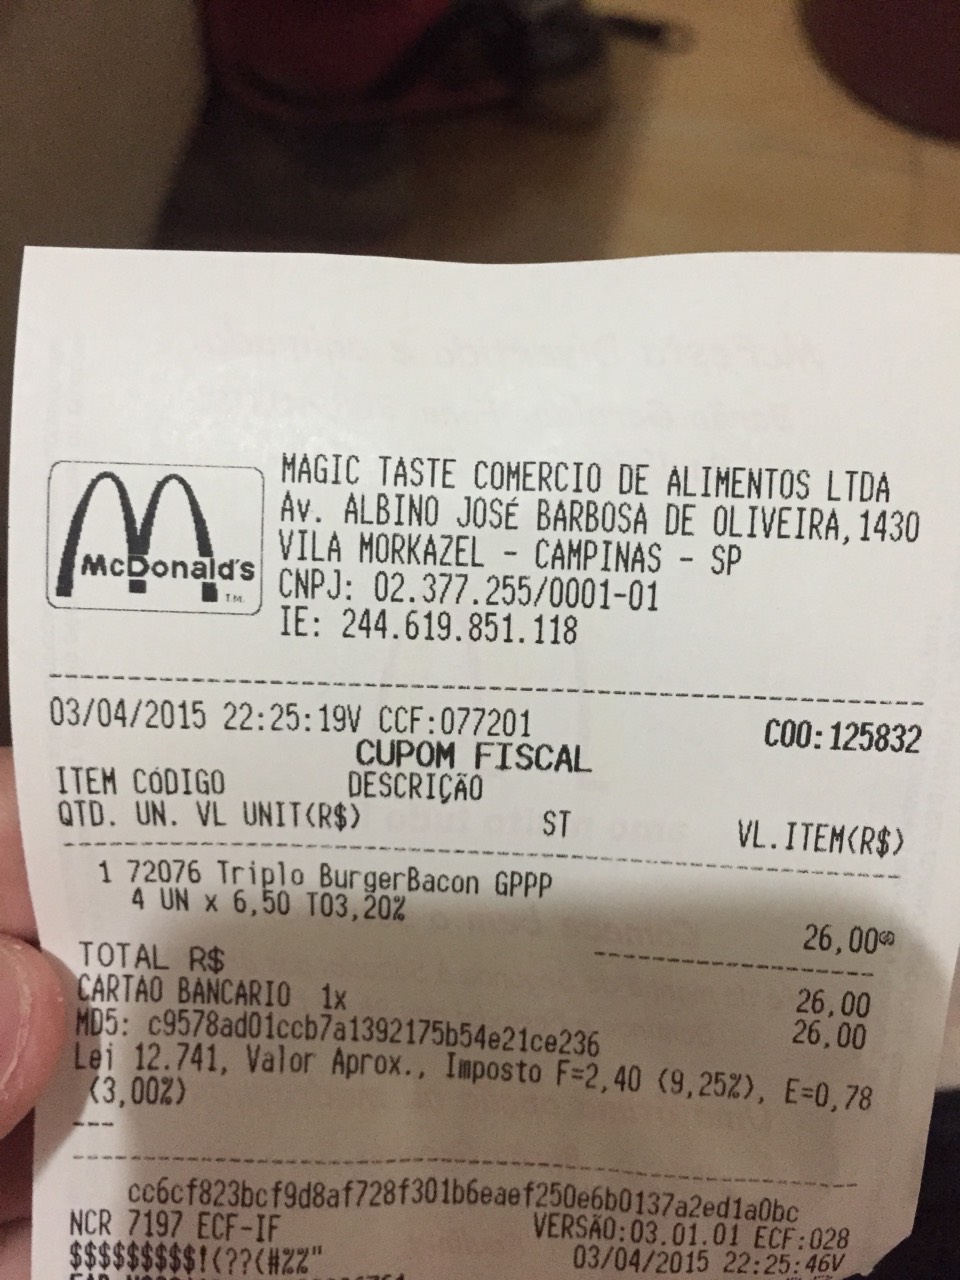 McDonald's
TM.
MAGIC TASTE COMERCIO DE ALIMENTOS LTDA
Av. ALBINO JOSÉ BARBOSA DE OLIVEIRA,1430
VILA MORKAZEL - CAMPINAS - SP
CNPJ: 02.377.255/0001-01
IE: 244.619.851.118
03/04/2015 22:25:19V CCF:077201 COO:125832
CUPOM FISCAL
ITEM CÓDIGO DESCRIÇÃO
QTD. UN. VL UNIT(R$) ST VL.ITEM(R$)
1 72076 Triplo BurgerBacon GPPP
4 UN x 6,50 T03,20% 26,00
TOTAL R$ 26,00
CARTAO BANCARIO 1x 26,00
MD5: c9578ad01ccb7a1392175b54e21ce236
Lei 12.741, Valor Aprox., Imposto F=2,40 (9,25%), E=0,78
(3,00%)
---
cc6cf823bcf9d8af728f301b6eaef250e6b0137a2ed1a0bc
NCR 7197 ECF-IF VERSÃO:03.01.01 ECF:028
$$$$$$$$$!(??(#%%" 03/04/2015 22:25:46V